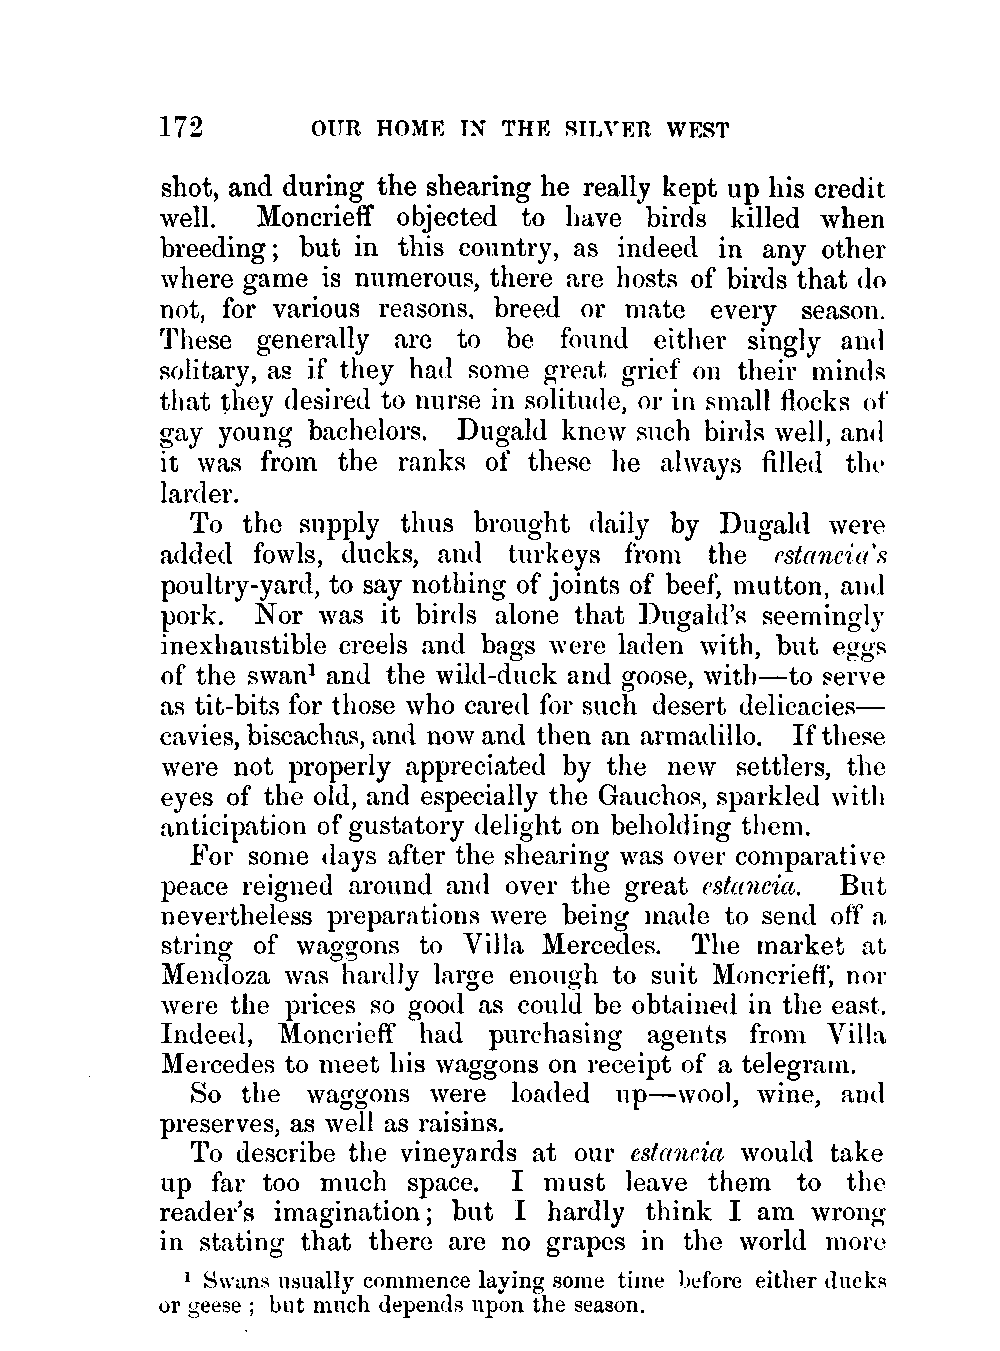 172 OUR HOME IN THE SILVER WEST
shot, and during the shearing he really kept up his credit
well. Moncrieff objected to have birds killed when
breeding; but in this country, as indeed in any other
where game is numerous, there are hosts of birds that do
not, for various reasons, breed or mate every season.
These generally are to be found either singly and
solitary, as if they had some great grief on their minds
that they desired to nurse in solitude, or in small flocks of
gay young bachelors. Dugald knew such birds well, and
it was from the ranks of these he always filled the
larder.
To the supply thus brought daily by Dugald were
added fowls, ducks, and turkeys from the estancia's
poultry-yard, to say nothing of joints of beef, mutton, and
pork. Nor was it birds alone that Dugald's seemingly
inexhaustible creels and bags were laden with, but eggs
of the swan¹ and the wild-duck and goose, with—to serve
as tit-bits for those who cared for such desert delicacies—
cavies, biscachas, and now and then an armadillo. If these
were not properly appreciated by the new settlers, the
eyes of the old, and especially the Gauchos, sparkled with
anticipation of gustatory delight on beholding them.
For some days after the shearing was over comparative
peace reigned around and over the great estancia. But
nevertheless preparations were being made to send off a
string of waggons to Villa Mercedes. The market at
Mendoza was hardly large enough to suit Moncrieff, nor
were the prices so good as could be obtained in the east.
Indeed, Moncrieff had purchasing agents from Villa
Mercedes to meet his waggons on receipt of a telegram.
So the waggons were loaded up—wool, wine, and
preserves, as well as raisins.
To describe the vineyards at our estancia would take
up far too much space. I must leave them to the
reader's imagination; but I hardly think I am wrong
in stating that there are no grapes in the world more
¹ Swans usually commence laying some time before either ducks
or geese; but much depends upon the season.